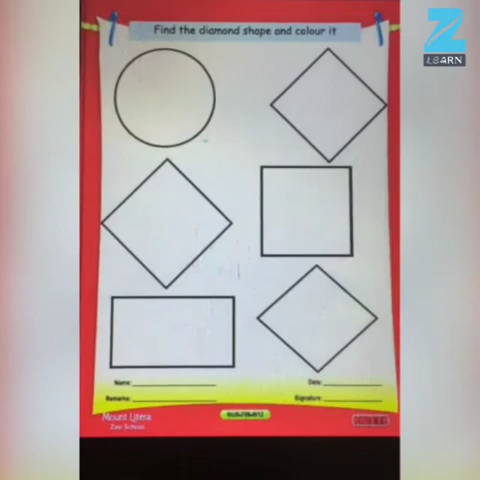 Find the diamond shape and colour it
Z
LEARN
Name:
Date:
Remarks:
Signature:
Mount Litera
Zee School